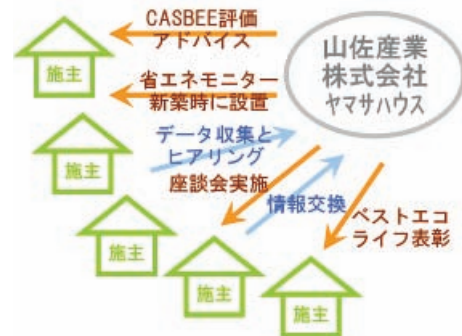 CASBEE評価
アドバイス
山佐産業
株式会社
ヤマサハウス
施主
省エネモニター
新築時に設置
データ収集と
ヒアリング
施主
座談会実施
情報交換
ベストエコ
ライフ表彰
施主
施主
施主